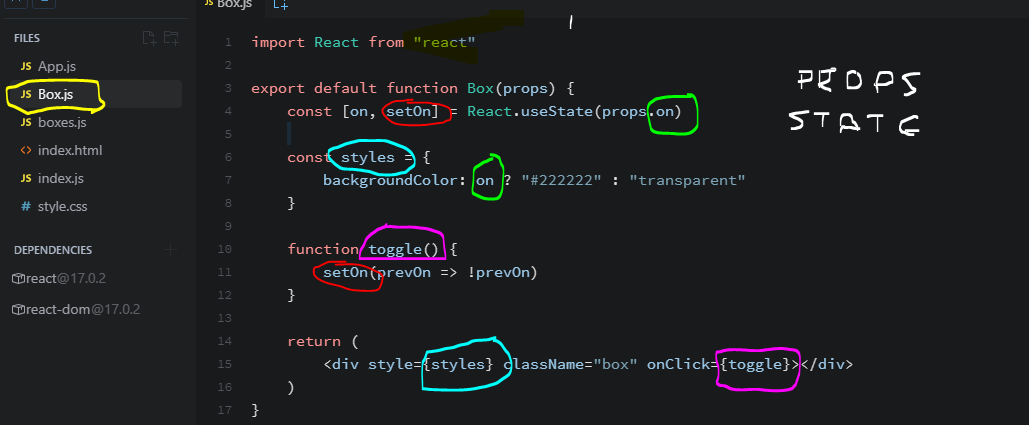 Box.js
FILES
JS App.js
JS Box.js
JS boxes.js
<> index.html
JS index.js
# style.css
DEPENDENCIES
react@17.0.2
react-dom@17.0.2
1 import React from "react"
2
3 export default function Box(props) {
4 const [on, setOn] = React.useState(props.on)
5
6 const styles = {
7 backgroundColor: on ? "#222222" : "transparent"
8 }
9
10 function toggle() {
11 setOn(prevOn => !prevOn)
12 }
13
14 return (
15 <div style={styles} className="box" onClick={toggle}></div>
16 )
17 }
PROPS
STATE